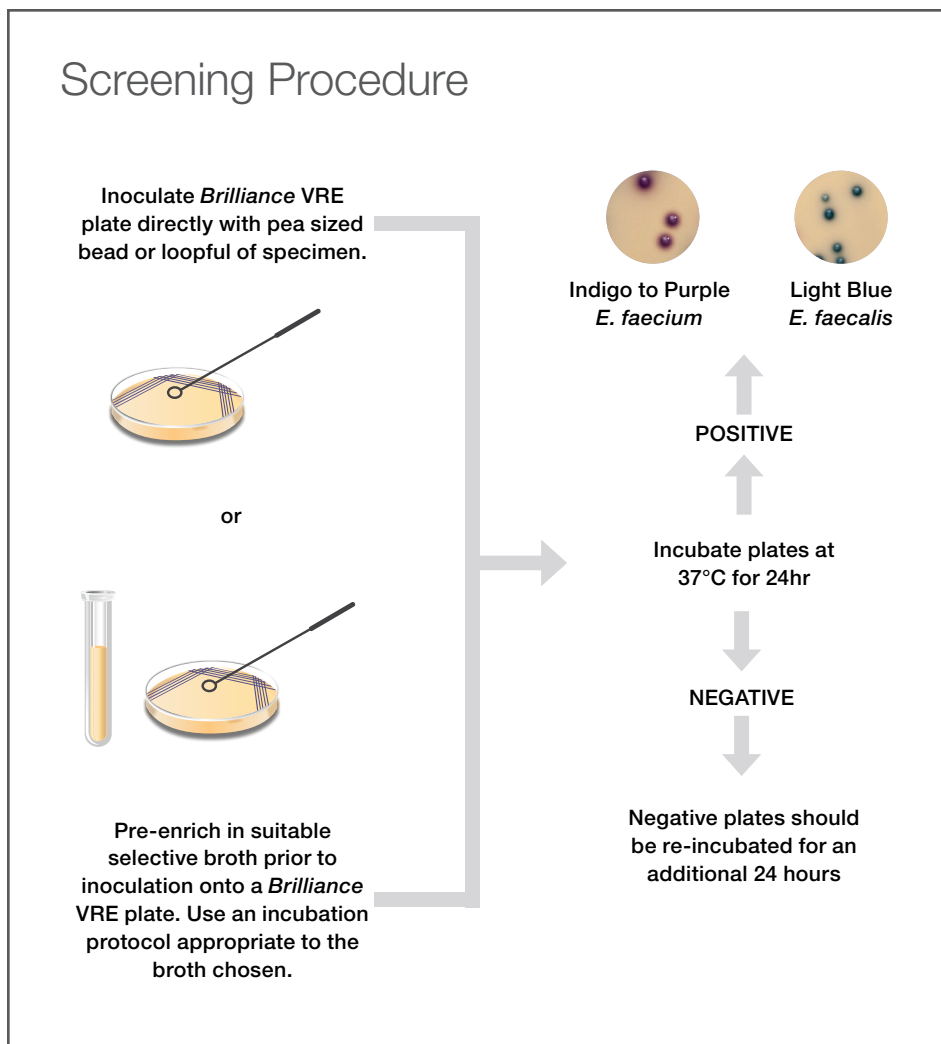 Screening Procedure
Inoculate Brilliance VRE
plate directly with pea sized
bead or loopful of specimen.
or
Pre-enrich in suitable
selective broth prior to
inoculation onto a Brilliance
VRE plate. Use an incubation
protocol appropriate to the
broth chosen.
Indigo to Purple
E. faecium
Light Blue
E. faecalis
POSITIVE
Incubate plates at
37°C for 24hr
NEGATIVE
Negative plates should
be re-incubated for an
additional 24 hours